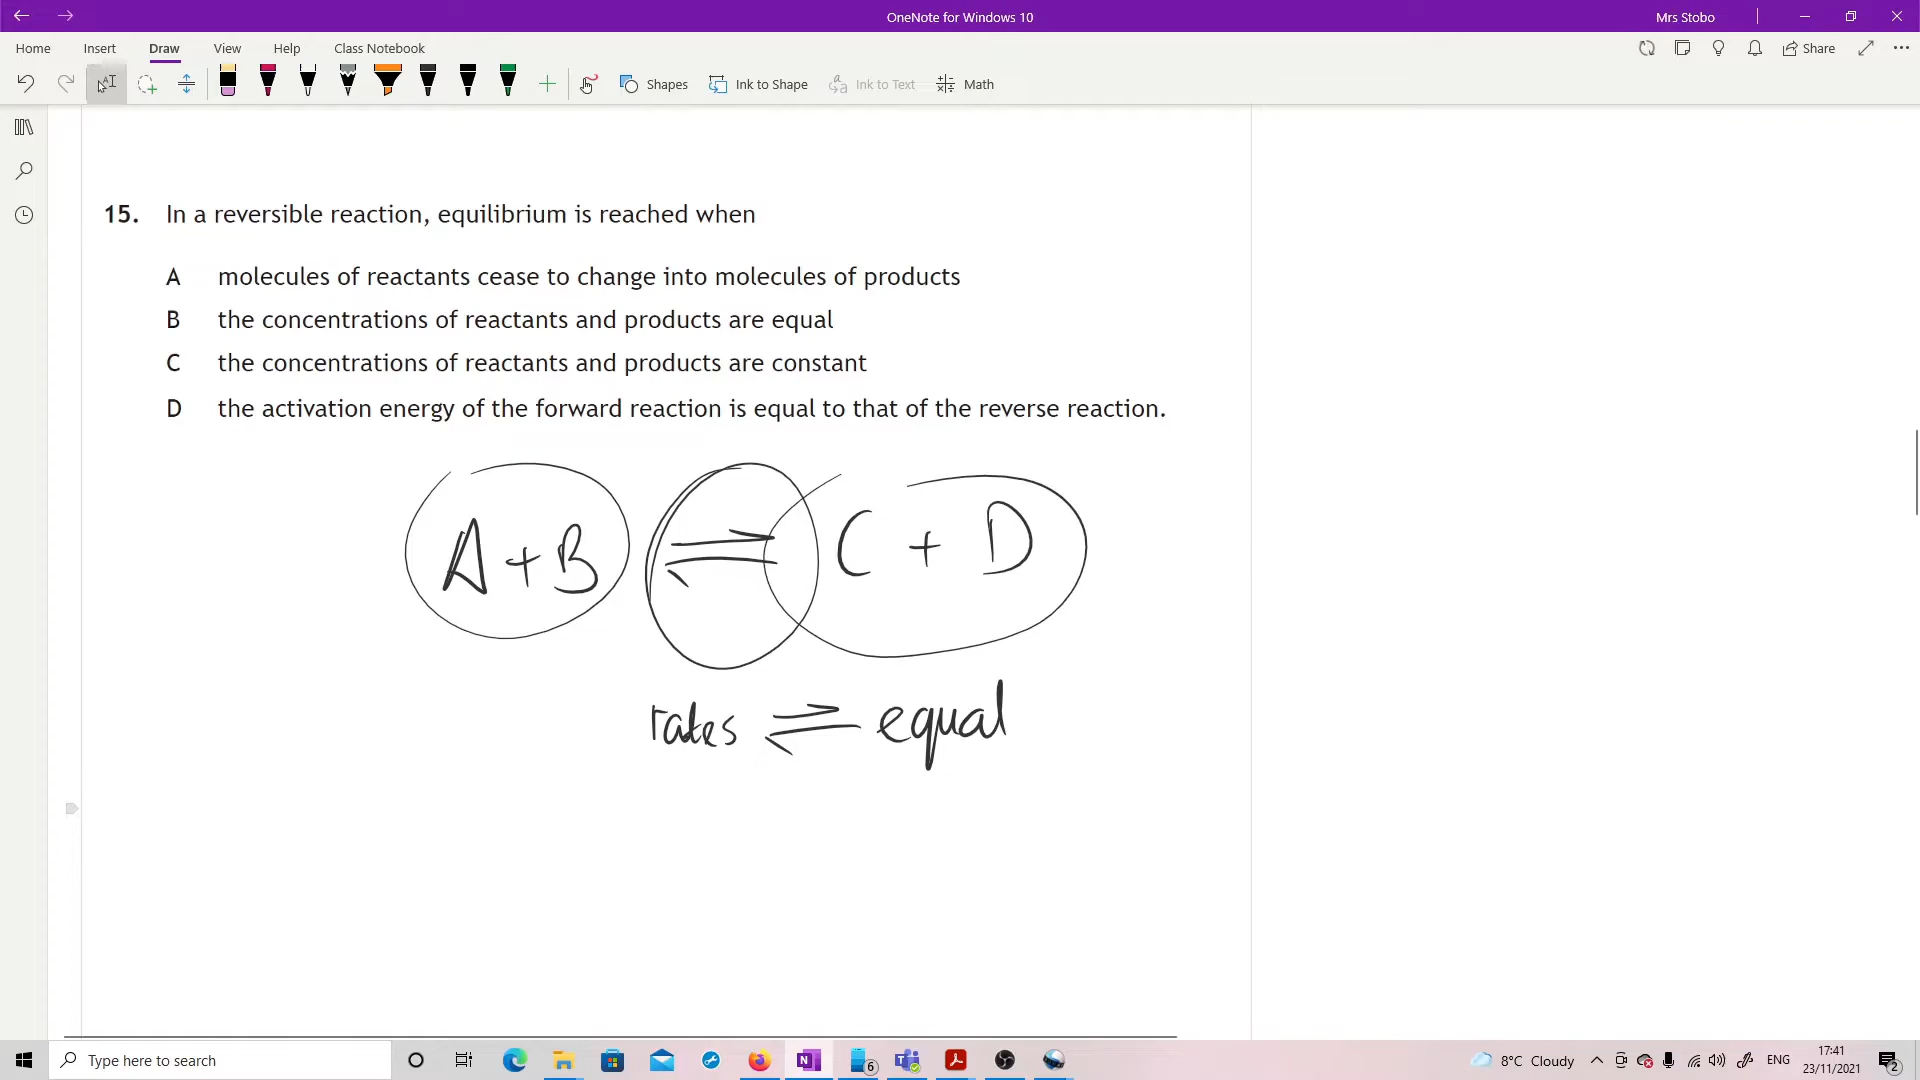 OneNote for Windows 10
Mrs Stobo
Home Insert Draw View Help Class Notebook
Share
Shapes Ink to Shape Ink to Text Math
15. In a reversible reaction, equilibrium is reached when
A molecules of reactants cease to change into molecules of products
B the concentrations of reactants and products are equal
C the concentrations of reactants and products are constant
D the activation energy of the forward reaction is equal to that of the reverse reaction.
A + B ⇌ C + D
rates ⇌ equal
Type here to search
6
8°C Cloudy
ENG
17:41
23/11/2021
2